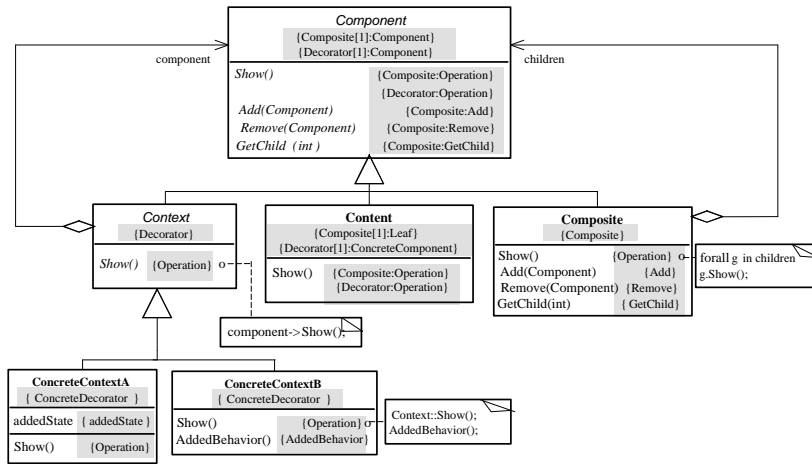 Component
{Composite[1]:Component}
{Decorator[1]:Component}
component
children
Show() {Composite:Operation}
{Decorator:Operation}
Add(Component) {Composite:Add}
Remove(Component) {Composite:Remove}
GetChild (int) {Composite:GetChild}
Context
{Decorator}
Show() {Operation}
component->Show();
Content
{Composite[1]:Leaf}
{Decorator[1]:ConcreteComponent}
Show() {Composite:Operation}
{Decorator:Operation}
Composite
{Composite}
Show() {Operation}
Add(Component) {Add}
Remove(Component) {Remove}
GetChild(int) { GetChild}
forall g in children
g.Show();
ConcreteContextA
{ ConcreteDecorator }
addedState { addedState }
Show() {Operation}
ConcreteContextB
{ ConcreteDecorator }
Show() {Operation}
AddedBehavior() {AddedBehavior}
Context::Show();
AddedBehavior();